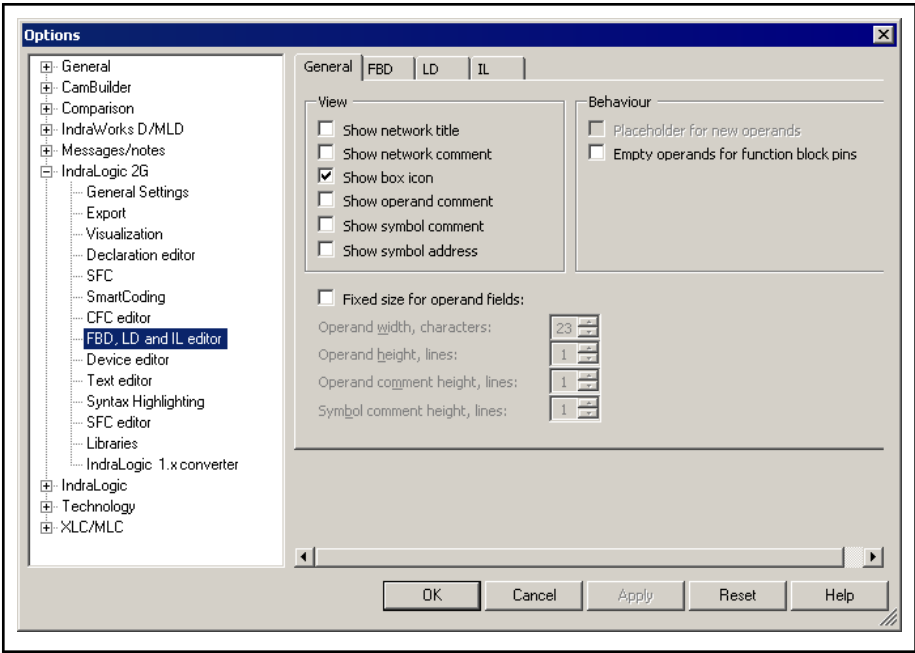 Options
General
CamBuilder
Comparison
IndraWorks D/MLD
Messages/notes
IndraLogic 2G
General Settings
Export
Visualization
Declaration editor
SFC
SmartCoding
CFC editor
FBD, LD and IL editor
Device editor
Text editor
Syntax Highlighting
SFC editor
Libraries
IndraLogic 1.x converter
IndraLogic
Technology
XLC/MLC
General FBD LD IL
View
Show network title
Show network comment
Show box icon
Show operand comment
Show symbol comment
Show symbol address
Behaviour
Placeholder for new operands
Empty operands for function block pins
Fixed size for operand fields:
Operand width, characters: 23
Operand height, lines: 1
Operand comment height, lines: 1
Symbol comment height, lines: 1
OK Cancel Apply Reset Help